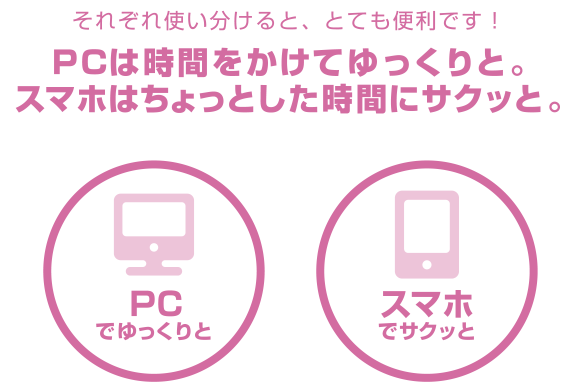 それぞれ使い分けると、とても便利です！
PCは時間をかけてゆっくりと。
スマホはちょっとした時間にサクッと。
PC
でゆっくりと
スマホ
でサクッと